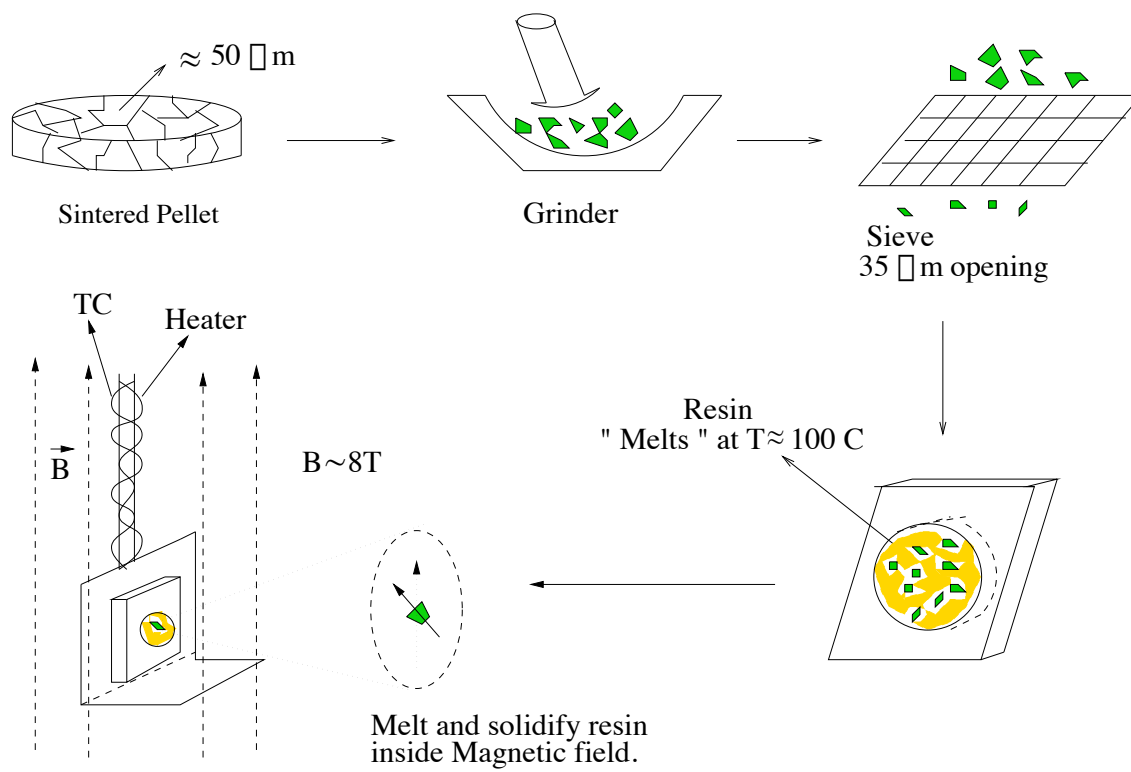 ≈ 50 □ m
Sintered Pellet
Grinder
Sieve
35 □ m opening
TC
Heater
B
B~8T
Resin
" Melts " at T≈ 100 C
Melt and solidify resin
inside Magnetic field.